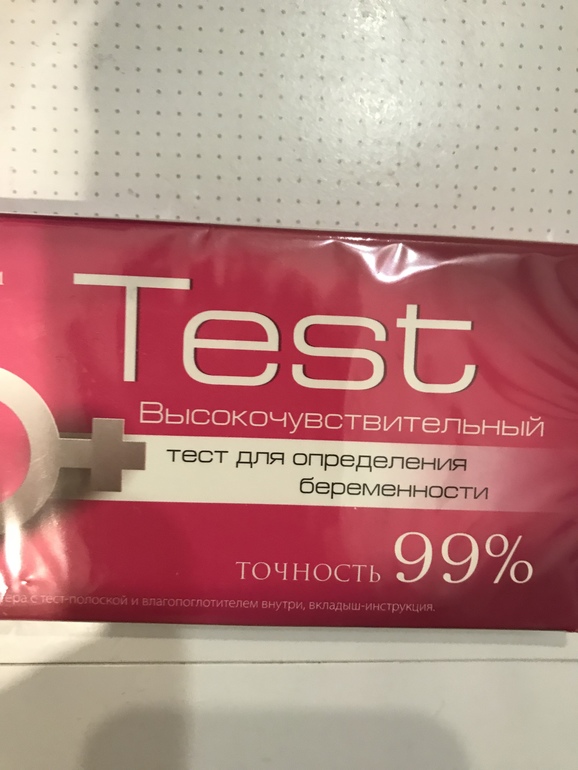 Test
Высокочувствительный
тест для определения
беременности
точность 99%
с тест-полоской и влагопоглотителем внутри, вкладыш-инструкция.